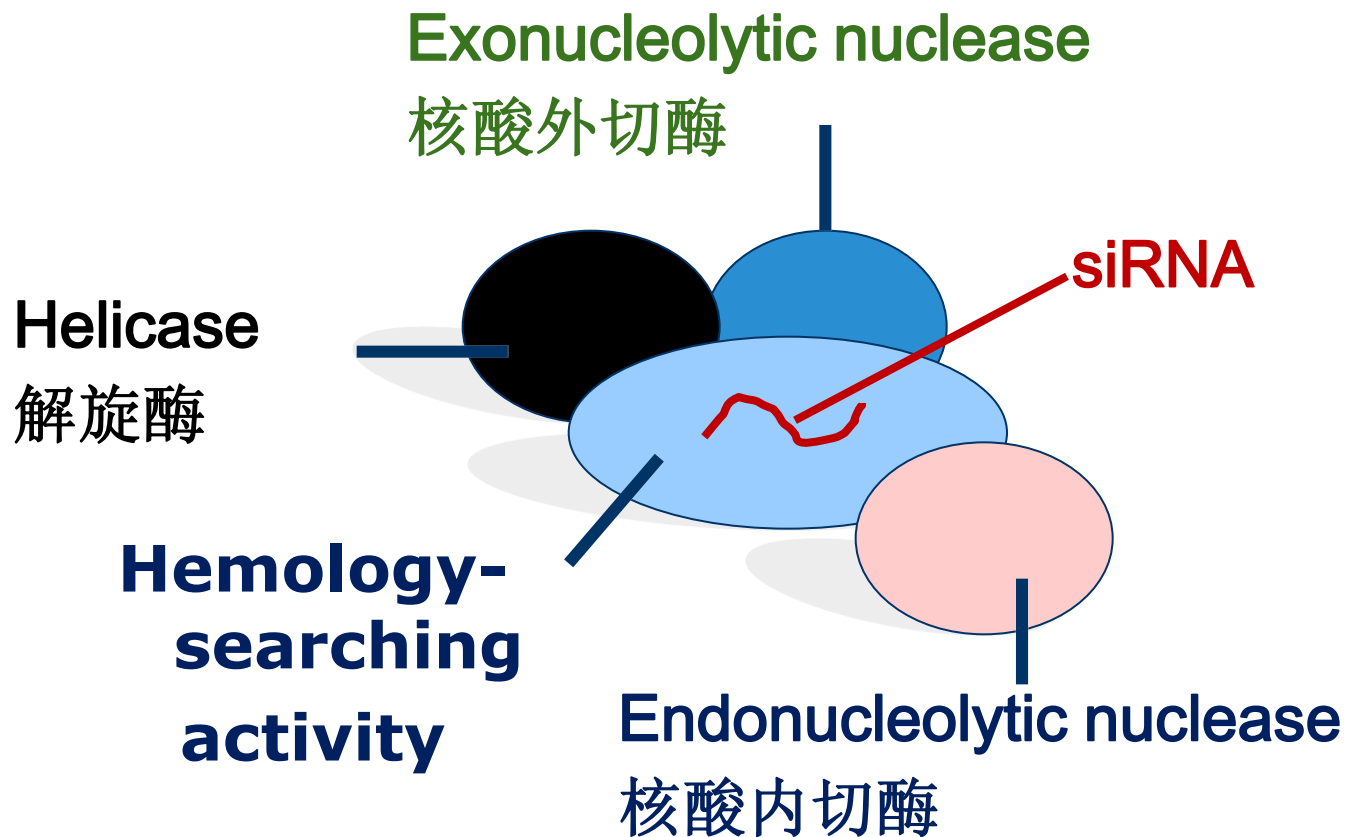 Exonucleolytic nuclease
核酸外切酶
siRNA
Helicase
解旋酶
Hemology-
searching
activity
Endonucleolytic nuclease
核酸内切酶